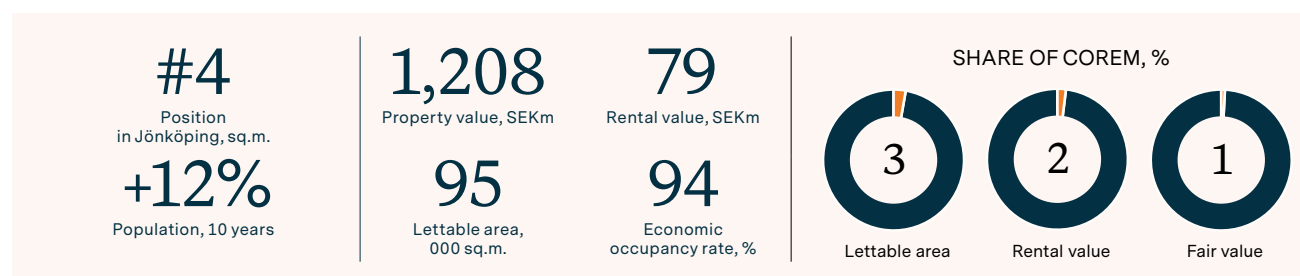 #4
Position
in Jönköping, sq.m.
+12%
Population, 10 years
1,208
Property value, SEKm
79
Rental value, SEKm
95
Lettable area,
000 sq.m.
94
Economic
occupancy rate, %
SHARE OF COREM, %
3
2
1
Lettable area
Rental value
Fair value